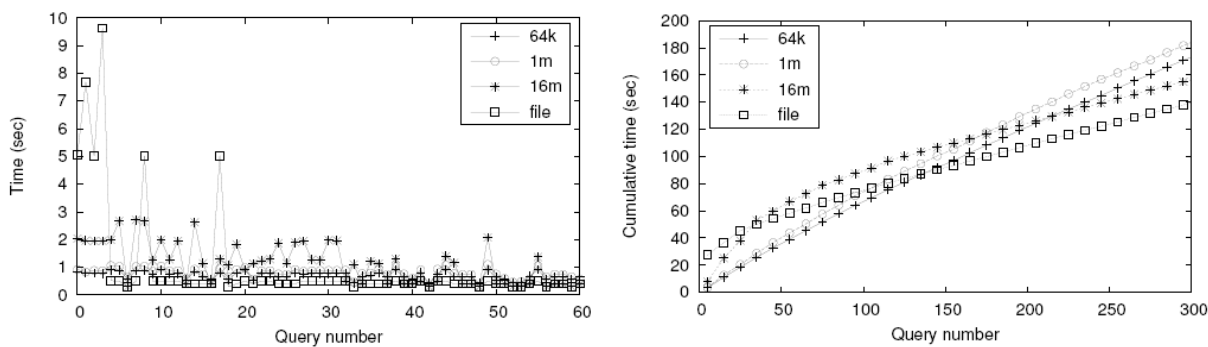 10
9
8
7
6
5
4
3
2
1
0
Time (sec)
0 10 20 30 40 50 60
Query number
64k
1m
16m
file
200
180
160
140
120
100
80
60
40
20
0
Cumulative time (sec)
0 50 100 150 200 250 300
Query number
64k
1m
16m
file